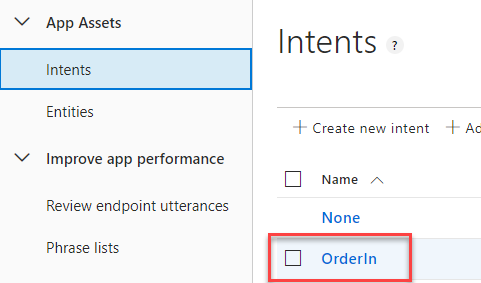 App Assets
Intents
Entities
Improve app performance
Review endpoint utterances
Phrase lists
Intents ?
+ Create new intent + Ad
Name
None
OrderIn